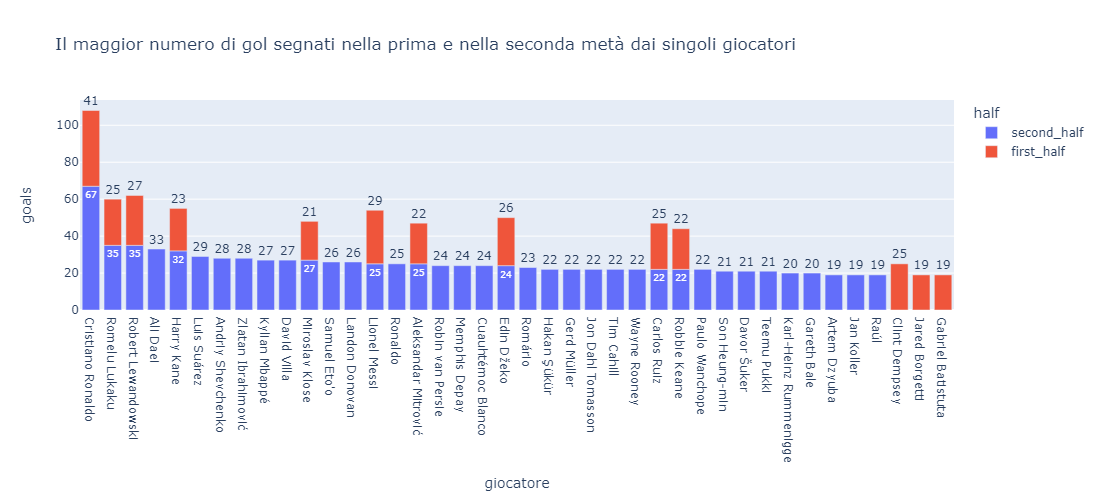 Il maggior numero di gol segnati nella prima e nella seconda metà dai singoli giocatori
half
second_half
first_half
goals
100
80
60
40
20
0
41
25
27
33
23
29
28
28
27
27
21
26
26
29
25
22
24
24
24
26
23
22
22
22
22
22
25
22
22
21
21
21
20
20
19
19
19
25
19
19
67
35
35
32
27
25
25
24
22
22
Cristiano Ronaldo
Romelu Lukaku
Robert Lewandowski
Ali Daei
Harry Kane
Luis Suárez
Andriy Shevchenko
Zlatan Ibrahimović
Kylian Mbappé
David Villa
Miroslav Klose
Samuel Eto'o
Landon Donovan
Lionel Messi
Ronaldo
Aleksandar Mitrović
Robin van Persie
Memphis Depay
Cuauhtémoc Blanco
Edin Džeko
Romário
Hakan Şükür
Gerd Müller
Jon Dahl Tomasson
Tim Cahill
Wayne Rooney
Carlos Ruiz
Robbie Keane
Paulo Wanchope
Son Heung-min
Davor Šuker
Teemu Pukki
Karl-Heinz Rummenigge
Gareth Bale
Artem Dzyuba
Jan Koller
Raúl
Clint Dempsey
Jared Borgetti
Gabriel Batistuta
giocatore